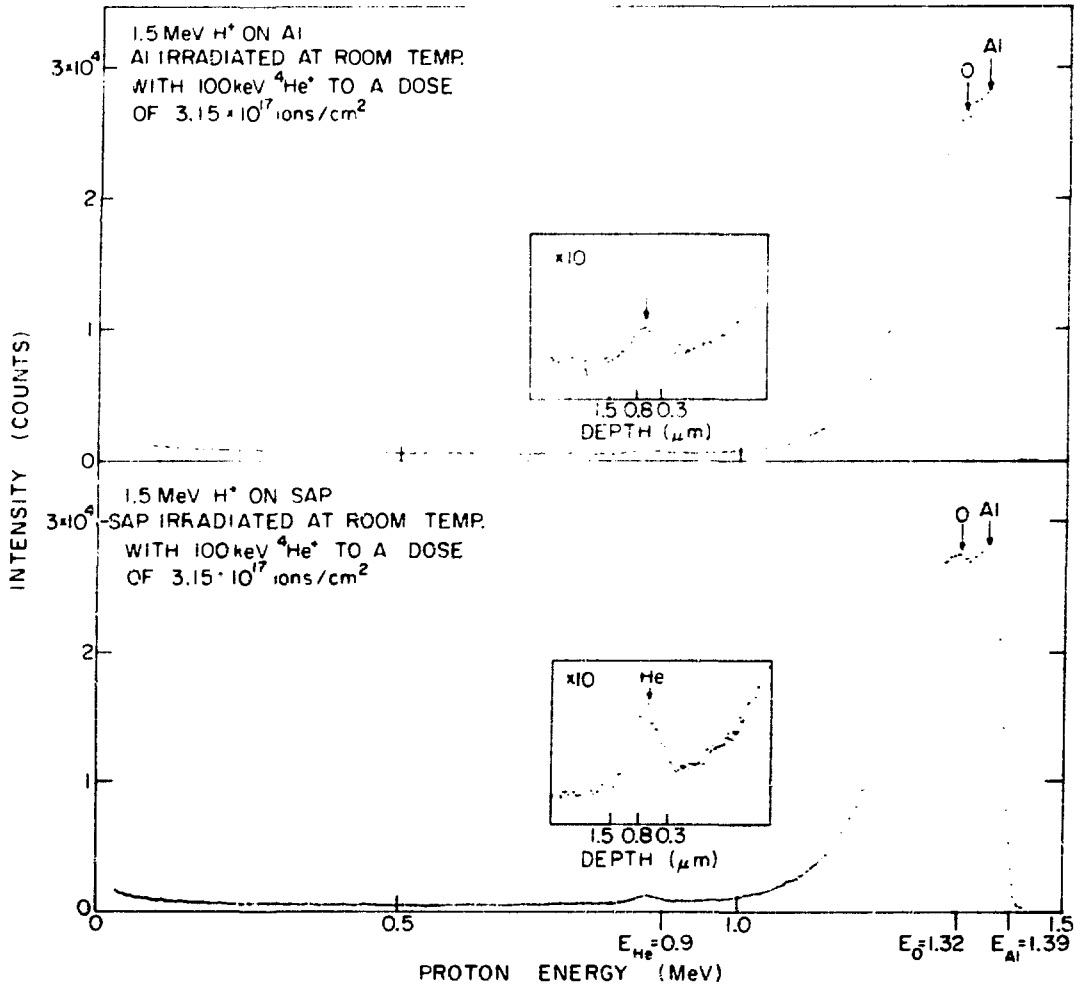 1.5 MeV H⁺ ON Al
Al IRRADIATED AT ROOM TEMP.
WITH 100keV ⁴He⁺ TO A DOSE
OF 3.15×10¹⁷ ions/cm²
3×10⁴
2
1
0
O
Al
×10
1.5 0.8 0.3
DEPTH (μm)
INTENSITY (COUNTS)
1.5 MeV H⁺ ON SAP
SAP IRRADIATED AT ROOM TEMP.
WITH 100keV ⁴He⁺ TO A DOSE
OF 3.15·10¹⁷ ions/cm²
3×10⁴
2
1
0
O
Al
×10
He
1.5 0.8 0.3
DEPTH (μm)
0 0.5 1.0 1.5
E_He=0.9 E_O=1.32 E_Al=1.39
PROTON ENERGY (MeV)